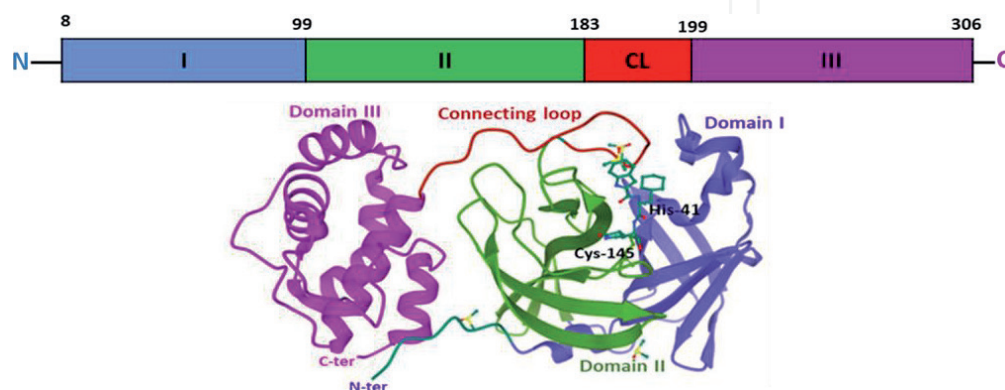 8 99 183 199 306
N I II CL III C
Domain III
Connecting loop
Domain I
His-41
Cys-145
C-ter
Domain II
N-ter